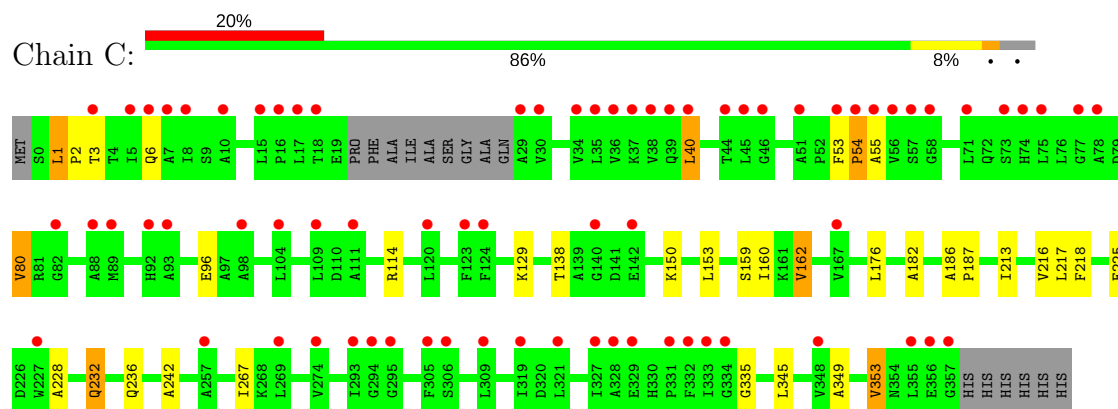 20%
Chain C:
86% 8% • •
MET S0 L1 P2 T3 T4 I5 Q6 A7 I8 S9 A10 L15 P16 L17 T18 E19 PRO PHE ALA ILE ALA SER GLY ALA GLN A29 V30 V34 L35 V36 K37 V38 Q39 L40 T44 L45 G46 A51 P52 F53 P54 A55 V56 S57 G58 L71 Q72 S73 H74 L75 L76 G77 A78 D79
V80 R81 G82 A88 M89 H92 A93 E96 A97 A98 L104 L109 D110 A111 R114 L120 F123 F124 K129 T138 A139 G140 D141 E142 K150 L153 S159 I160 K161 V162 V167 L176 A182 A186 P187 I213 V216 L217 F218
D226 W227 A228 Q232 Q236 A242 A257 I267 K268 L269 V274 I293 G294 G295 F305 S306 L309 I319 D320 L321 I327 A328 E329 H330 P331 F332 I333 G334 G335 L345 V348 A349 V353 N354 L355 E356 G357 HIS HIS HIS HIS HIS HIS